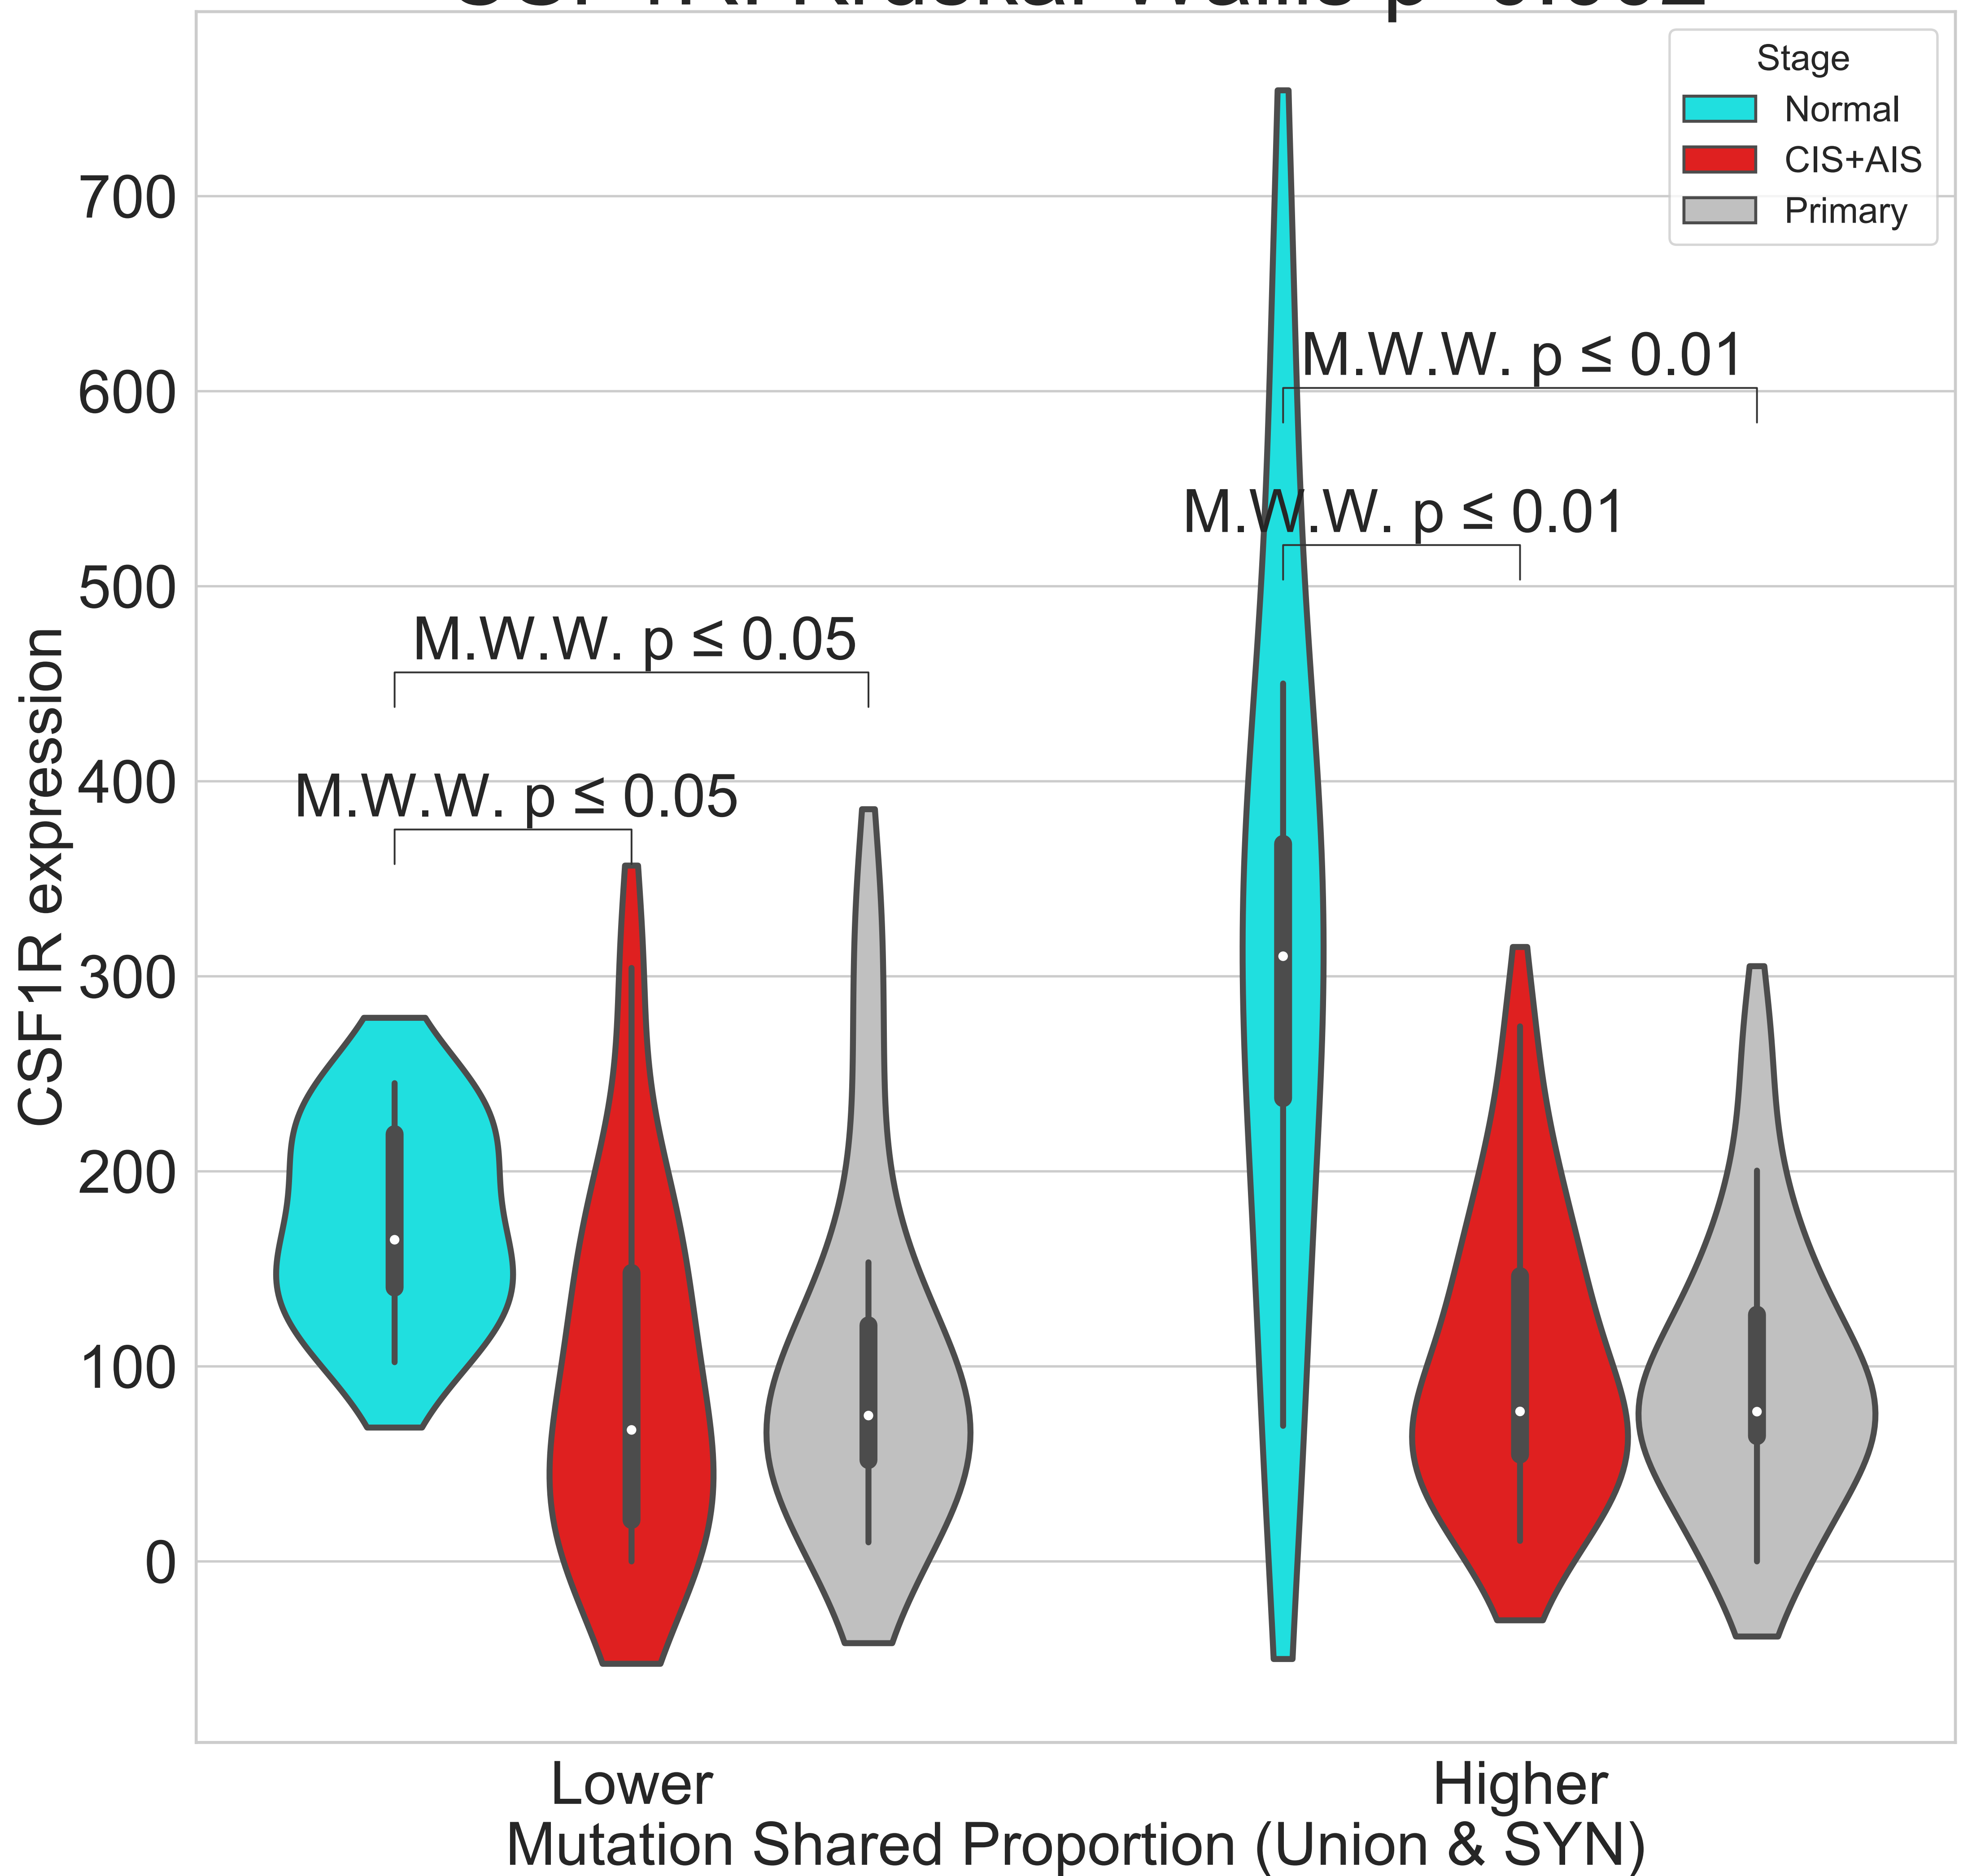 Stage
Normal
CIS+AIS
Primary
700
600
500
400
300
200
100
0
CSF1R expression
M.W.W. p ≤ 0.01
M.W.W. p ≤ 0.01
M.W.W. p ≤ 0.05
M.W.W. p ≤ 0.05
Lower
Higher
Mutation Shared Proportion (Union & SYN)